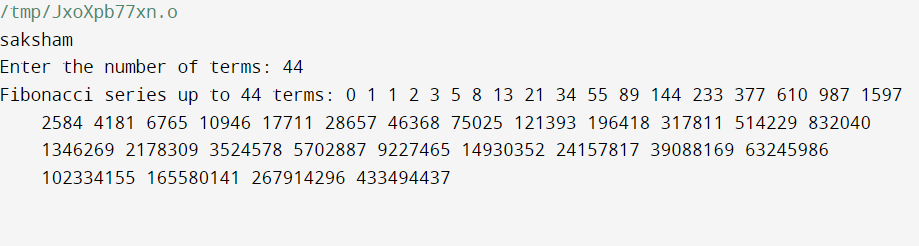 /tmp/JxoXpb77xn.o
saksham
Enter the number of terms: 44
Fibonacci series up to 44 terms: 0 1 1 2 3 5 8 13 21 34 55 89 144 233 377 610 987 1597
2584 4181 6765 10946 17711 28657 46368 75025 121393 196418 317811 514229 832040
1346269 2178309 3524578 5702887 9227465 14930352 24157817 39088169 63245986
102334155 165580141 267914296 433494437